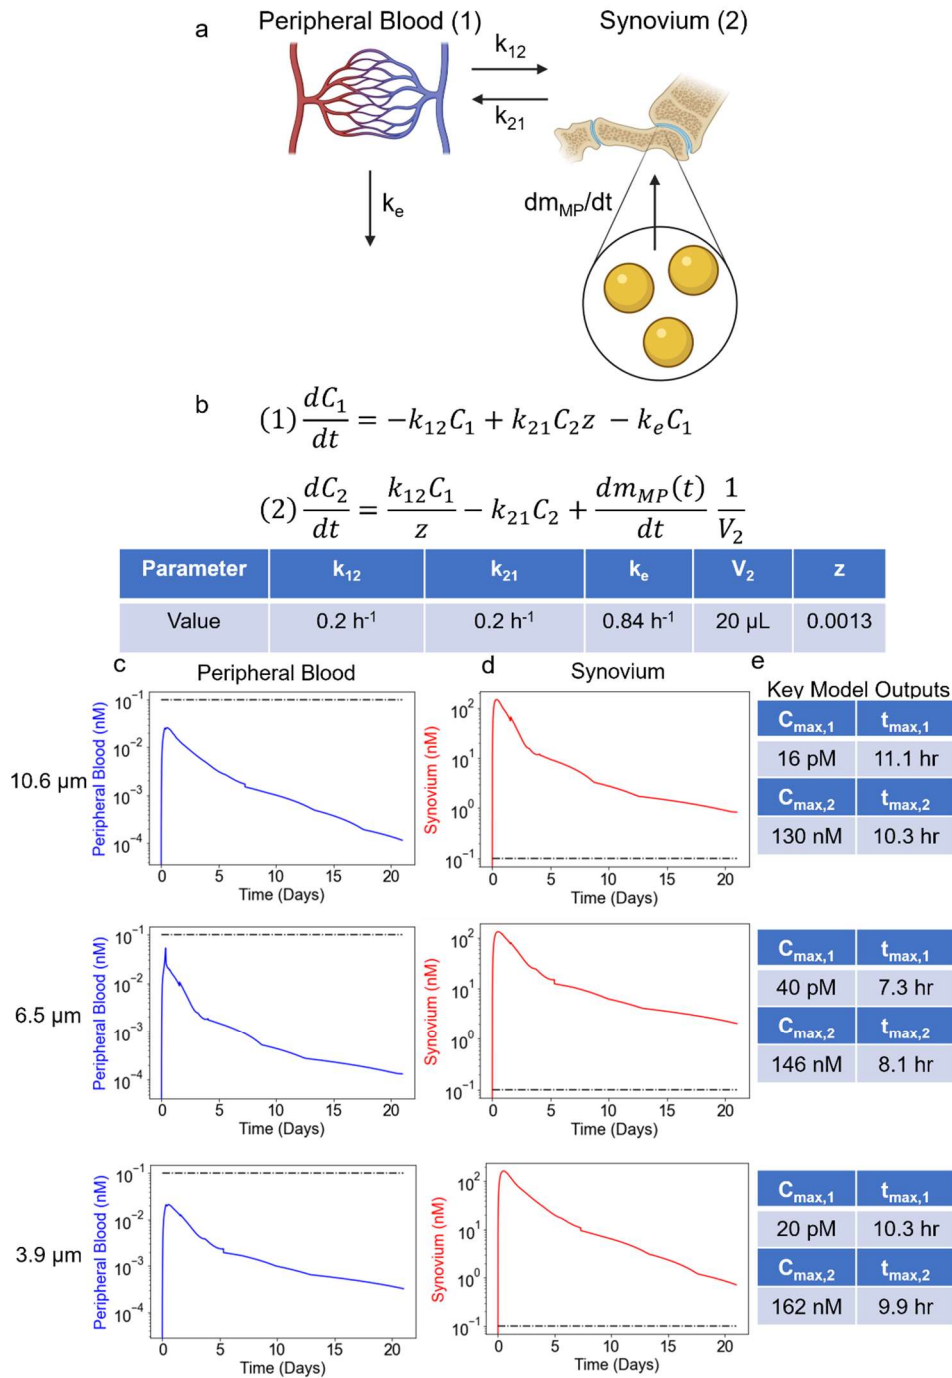 a
Peripheral Blood (1)
Synovium (2)
k12
k21
ke
dmMP/dt
b
(1) dC1/dt = −k12C1 + k21C2z − keC1
(2) dC2/dt = k12C1/z − k21C2 + dmMP(t)/dt 1/V2
Parameter k12 k21 ke V2 z
Value 0.2 h-1 0.2 h-1 0.84 h-1 20 µL 0.0013
c Peripheral Blood
d Synovium
e Key Model Outputs
10.6 µm
Peripheral Blood (nM)
10−1
10−2
10−3
10−4
0 5 10 15 20
Time (Days)
Synovium (nM)
102
101
100
10−1
0 5 10 15 20
Time (Days)
Cmax,1 tmax,1
16 pM 11.1 hr
Cmax,2 tmax,2
130 nM 10.3 hr
6.5 µm
Peripheral Blood (nM)
10−1
10−2
10−3
10−4
0 5 10 15 20
Time (Days)
Synovium (nM)
102
101
100
10−1
0 5 10 15 20
Time (Days)
Cmax,1 tmax,1
40 pM 7.3 hr
Cmax,2 tmax,2
146 nM 8.1 hr
3.9 µm
Peripheral Blood (nM)
10−1
10−2
10−3
10−4
0 5 10 15 20
Time (Days)
Synovium (nM)
102
101
100
10−1
0 5 10 15 20
Time (Days)
Cmax,1 tmax,1
20 pM 10.3 hr
Cmax,2 tmax,2
162 nM 9.9 hr